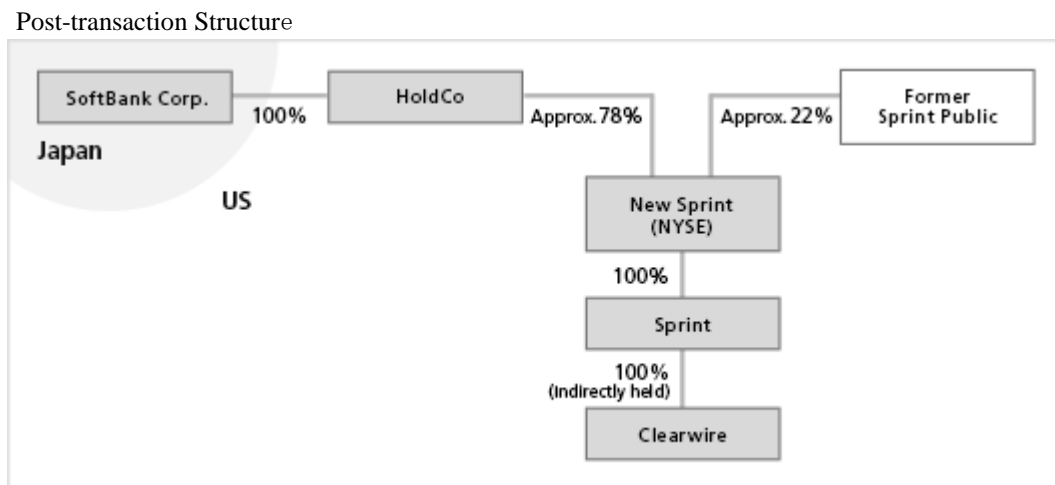 Post-transaction Structure
SoftBank Corp.
100%
HoldCo
Approx.78%
Approx.22%
Former
Sprint Public
Japan
US
New Sprint
(NYSE)
100%
Sprint
100%
(indirectly held)
Clearwire